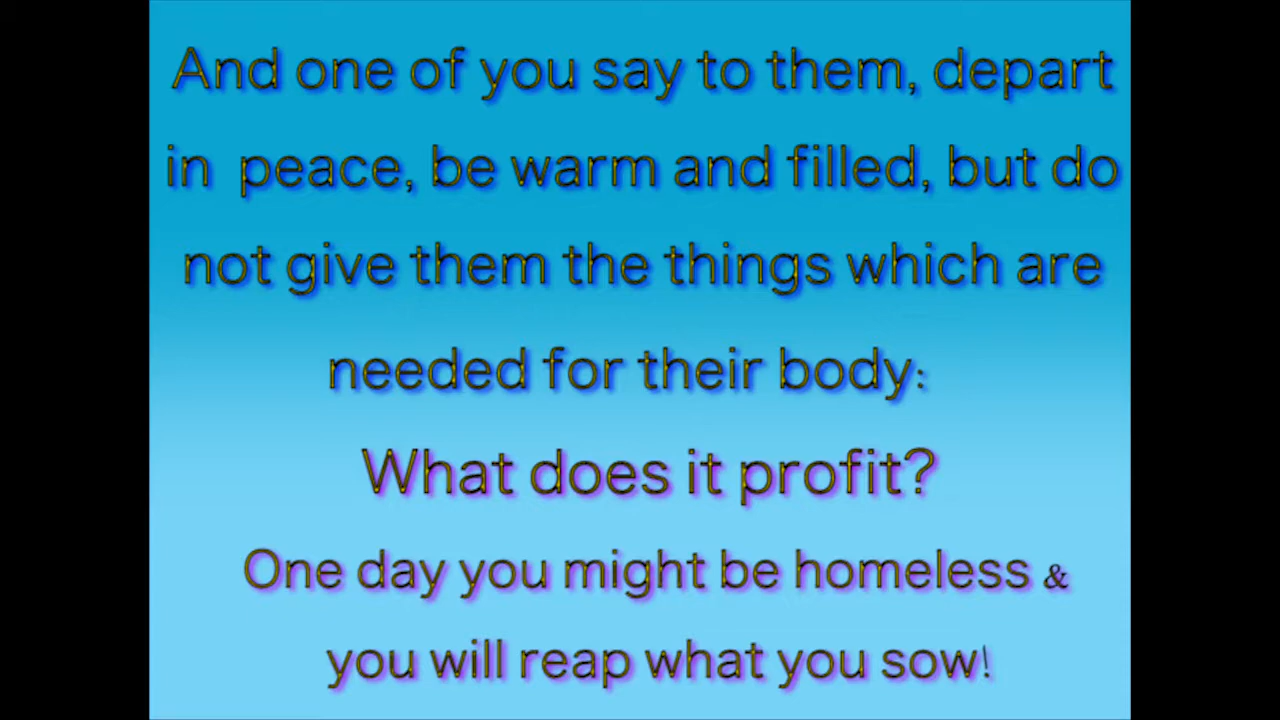 And one of you say to them, depart
in peace, be warm and filled, but do
not give them the things which are
needed for their body:
What does it profit?
One day you might be homeless &
you will reap what you sow!